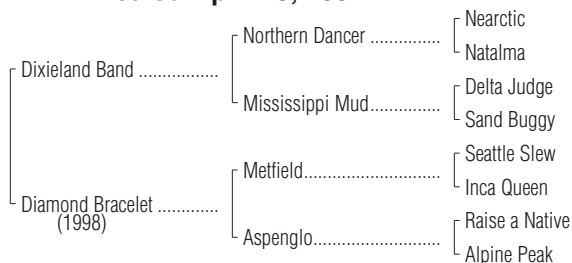 Nearctic
Northern Dancer ................
Natalma
Dixieland Band ................
Delta Judge
Mississippi Mud..............
Sand Buggy
Seattle Slew
Metfield...........................
Inca Queen
Diamond Bracelet ............
(1998)
Raise a Native
Aspenglo.........................
Alpine Peak